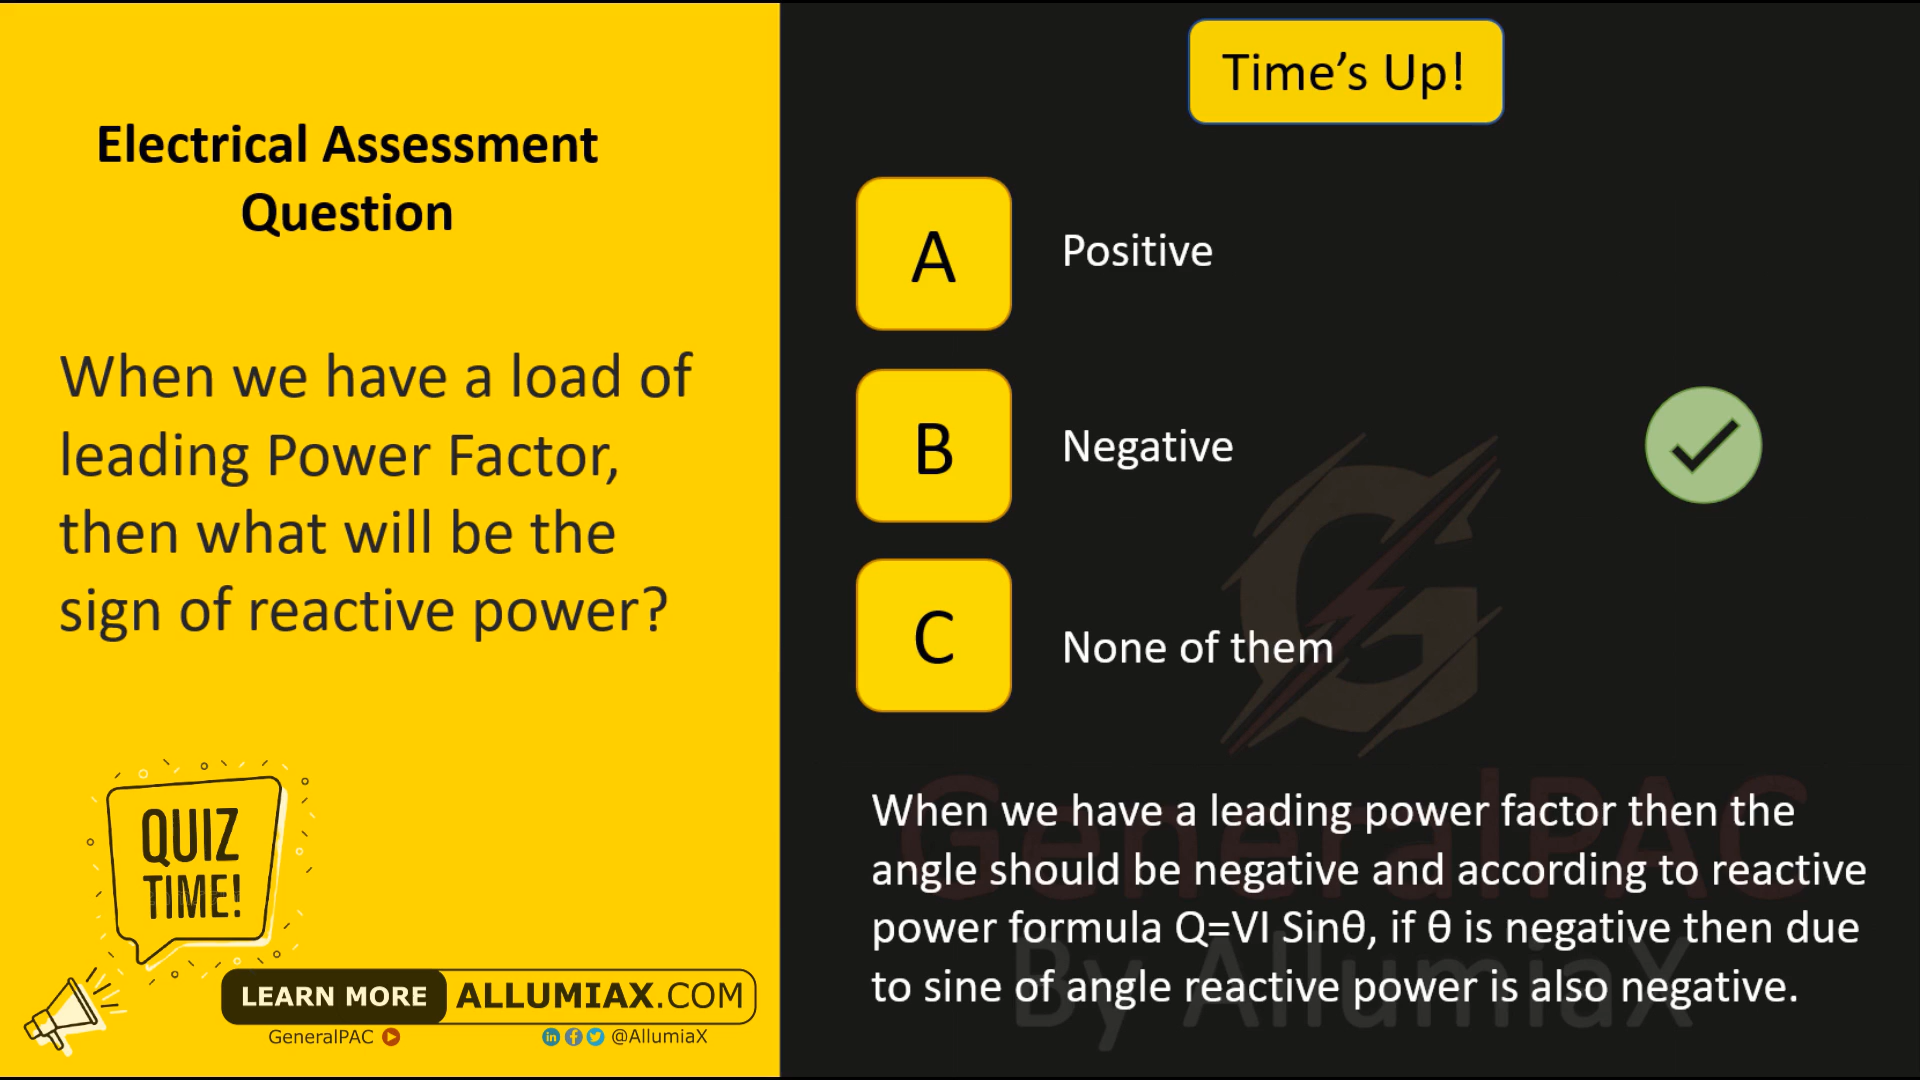 Electrical Assessment
Question
When we have a load of
leading Power Factor,
then what will be the
sign of reactive power?
QUIZ
TIME!
LEARN MORE ALLUMIAX.COM
GeneralPAC
@AllumiaX
Time’s Up!
A
Positive
B
Negative
C
None of them
When we have a leading power factor then the
angle should be negative and according to reactive
power formula Q=VI Sinθ, if θ is negative then due
to sine of angle reactive power is also negative.
GeneralPAC
By AllumiaX